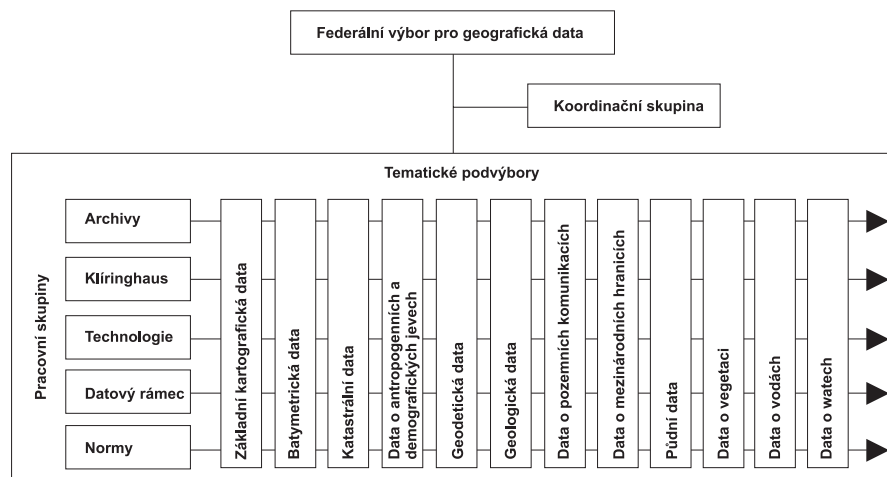 Federální výbor pro geografická data
Koordinační skupina
Tematické podvýbory
Pracovní skupiny
Archivy
Klíringhaus
Technologie
Datový rámec
Normy
Základní kartografická data
Batymetrická data
Katastrální data
Data o antropogenních a
demografických jevech
Geodetická data
Geologická data
Data o pozemních komunikacích
Data o mezinárodních hranicích
Půdní data
Data o vegetaci
Data o vodách
Data o watech